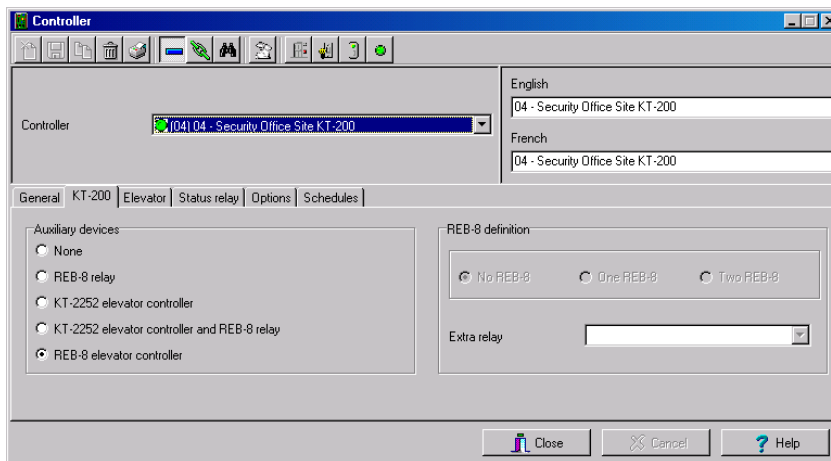 Controller
English
04 - Security Office Site KT-200
Controller
(04) 04 - Security Office Site KT-200
French
04 - Security Office Site KT-200
General KT-200 Elevator Status relay Options Schedules
Auxiliary devices
None
REB-8 relay
KT-2252 elevator controller
KT-2252 elevator controller and REB-8 relay
REB-8 elevator controller
REB-8 definition
No REB-8 One REB-8 Two REB-8
Extra relay
Close Cancel Help